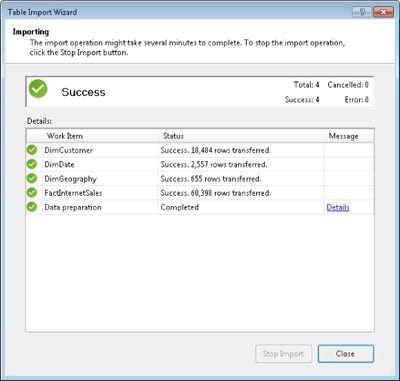 Table Import Wizard
Importing
The import operation might take several minutes to complete. To stop the import operation,
click the Stop Import button.
Success
Total: 4 Cancelled: 0
Success: 4 Error: 0
Details:
Work Item Status Message
DimCustomer Success. 18,484 rows transferred.
DimDate Success. 2,557 rows transferred.
DimGeography Success. 655 rows transferred.
FactInternetSales Success. 60,398 rows transferred.
Data preparation Completed Details
Stop Import Close